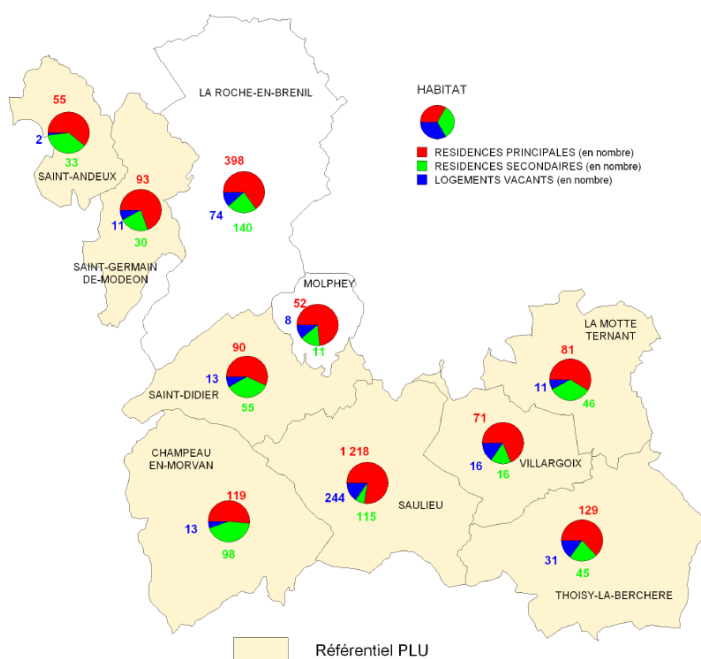 LA ROCHE-EN-BRENIL
398
74
140
HABITAT
RESIDENCES PRINCIPALES (en nombre)
RESIDENCES SECONDAIRES (en nombre)
LOGEMENTS VACANTS (en nombre)
55
2
33
SAINT-ANDEUX
93
11
30
SAINT-GERMAIN
DE-MODEON
MOLPHEY
52
8
11
90
13
SAINT-DIDIER
55
LA MOTTE
TERNANT
81
11
46
71
16
16
VILLARGOIX
CHAMPEAU
EN-MORVAN
119
13
98
1 218
244
115
SAULIEU
129
31
45
THOISY-LA-BERCHERE
Référentiel PLU